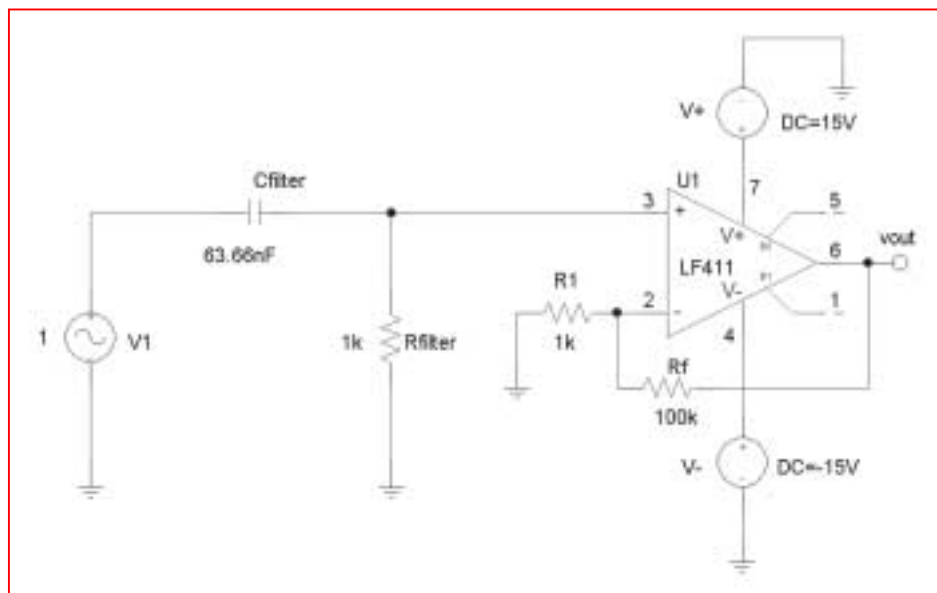 V+
DC=15V
Cfilter
63.66nF
U1
7
3
+
5
V+
vout
6
LF411
R1
1k
2
-
V-
1
4
1
V1
1k
Rfilter
Rf
100k
V-
+
-
DC=-15V